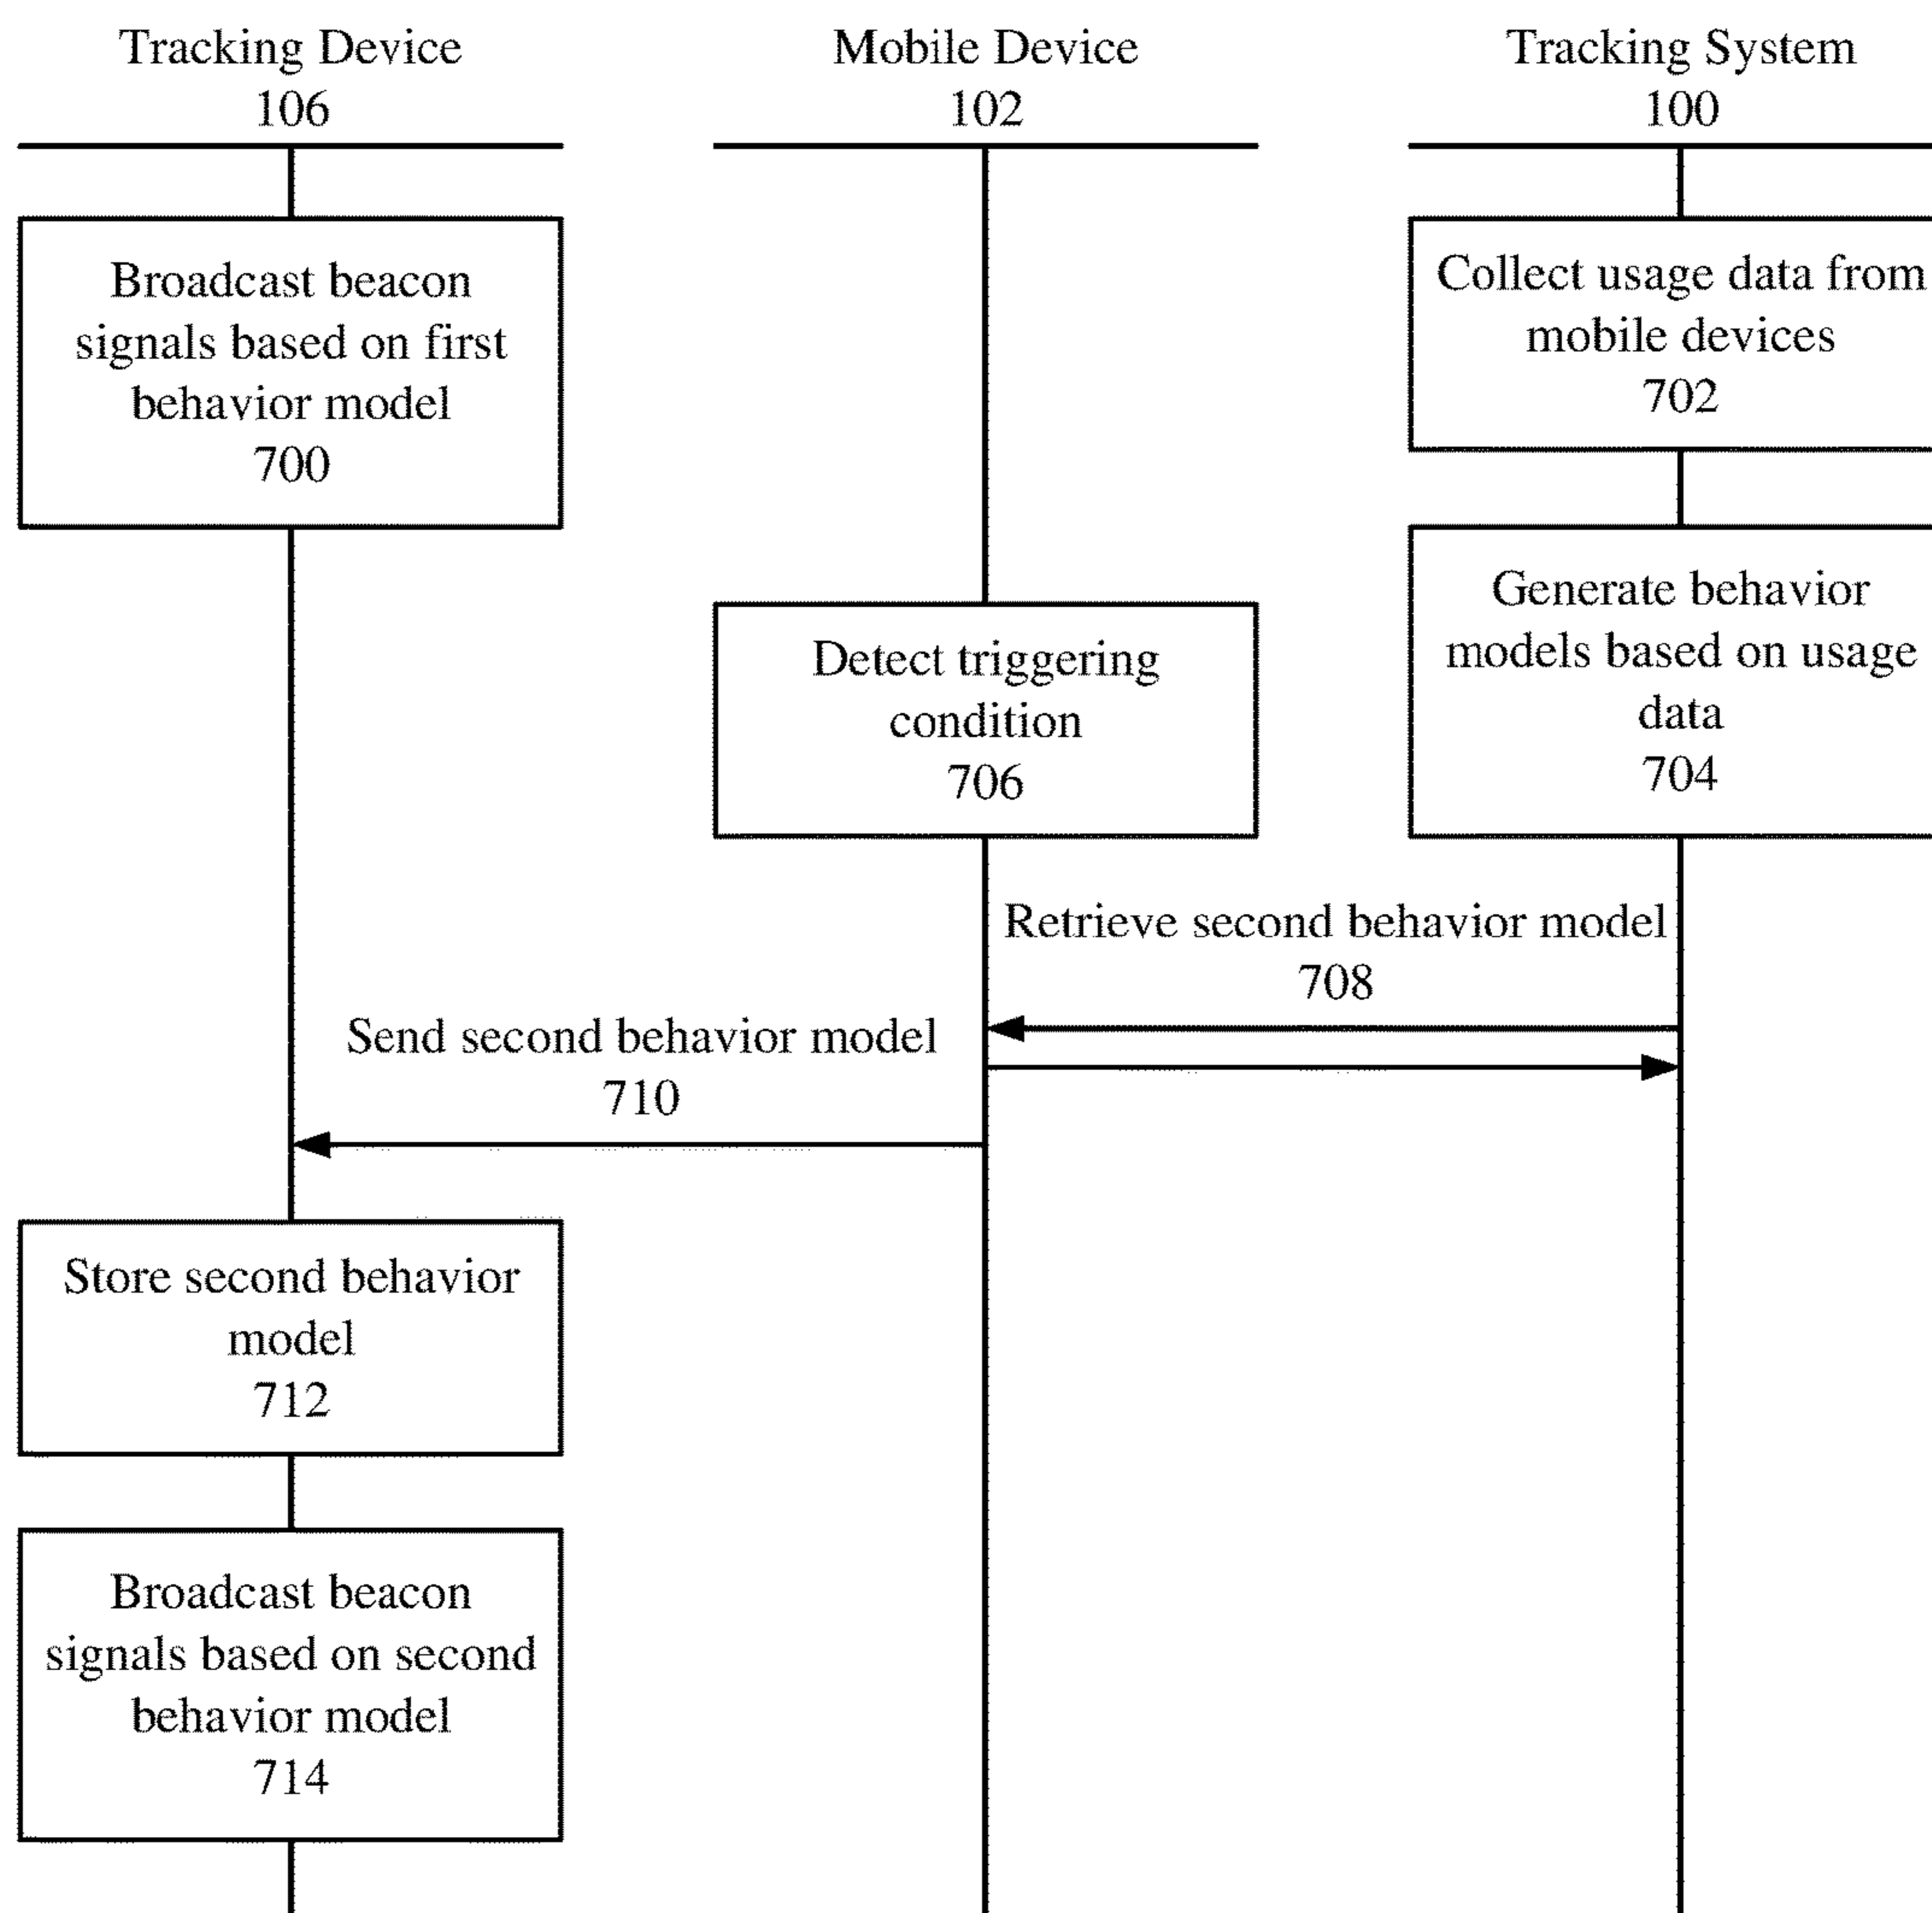 Tracking Device
106
Mobile Device
102
Tracking System
100
Broadcast beacon
signals based on first
behavior model
700
Collect usage data from
mobile devices
702
Generate behavior
models based on usage
data
704
Detect triggering
condition
706
Retrieve second behavior model
708
Send second behavior model
710
Store second behavior
model
712
Broadcast beacon
signals based on second
behavior model
714